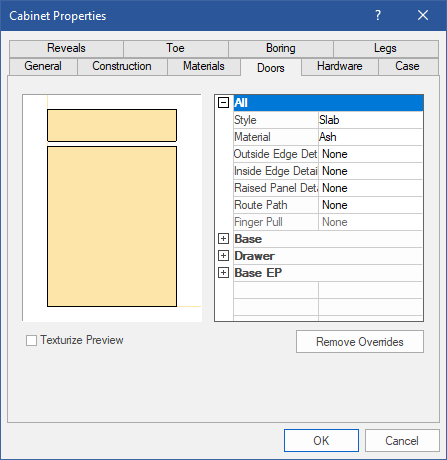 Cabinet Properties ?
Reveals Toe Boring Legs
General Construction Materials Doors Hardware Case
All
Style Slab
Material Ash
Outside Edge Det None
Inside Edge Detai None
Raised Panel Deta None
Route Path None
Finger Pull None
Base
Drawer
Base EP
Texturize Preview
Remove Overrides
OK Cancel